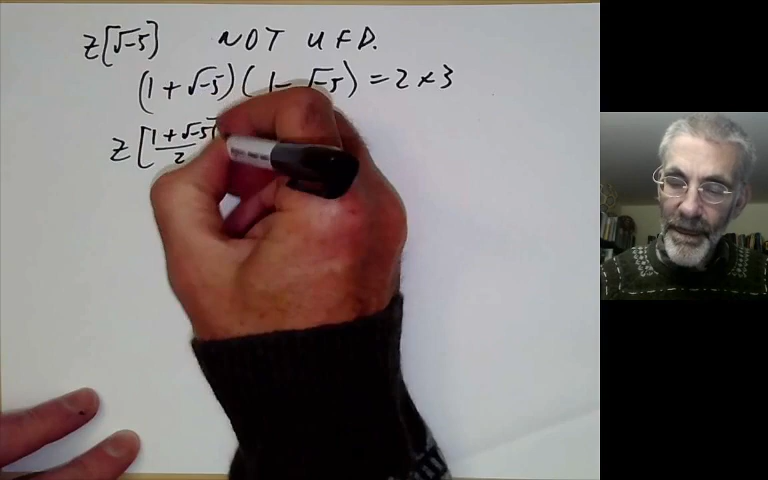 Z[√-5] NOT UFD.
(1+√-5)(1-√-5) = 2×3
Z[(1+√-5)/2